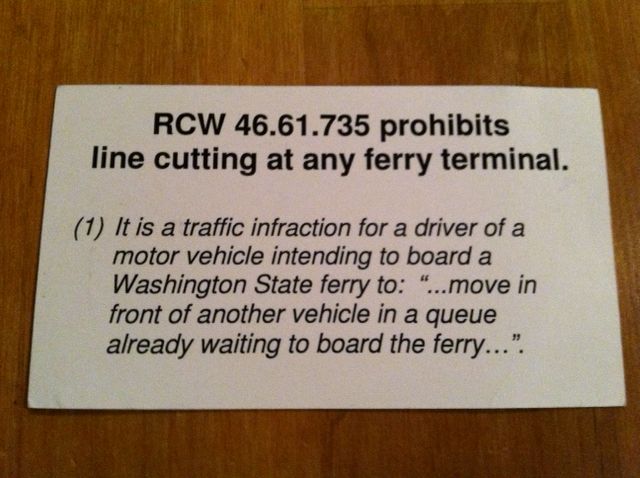 RCW 46.61.735 prohibits
line cutting at any ferry terminal.
(1) It is a traffic infraction for a driver of a
motor vehicle intending to board a
Washington State ferry to: “...move in
front of another vehicle in a queue
already waiting to board the ferry...”.